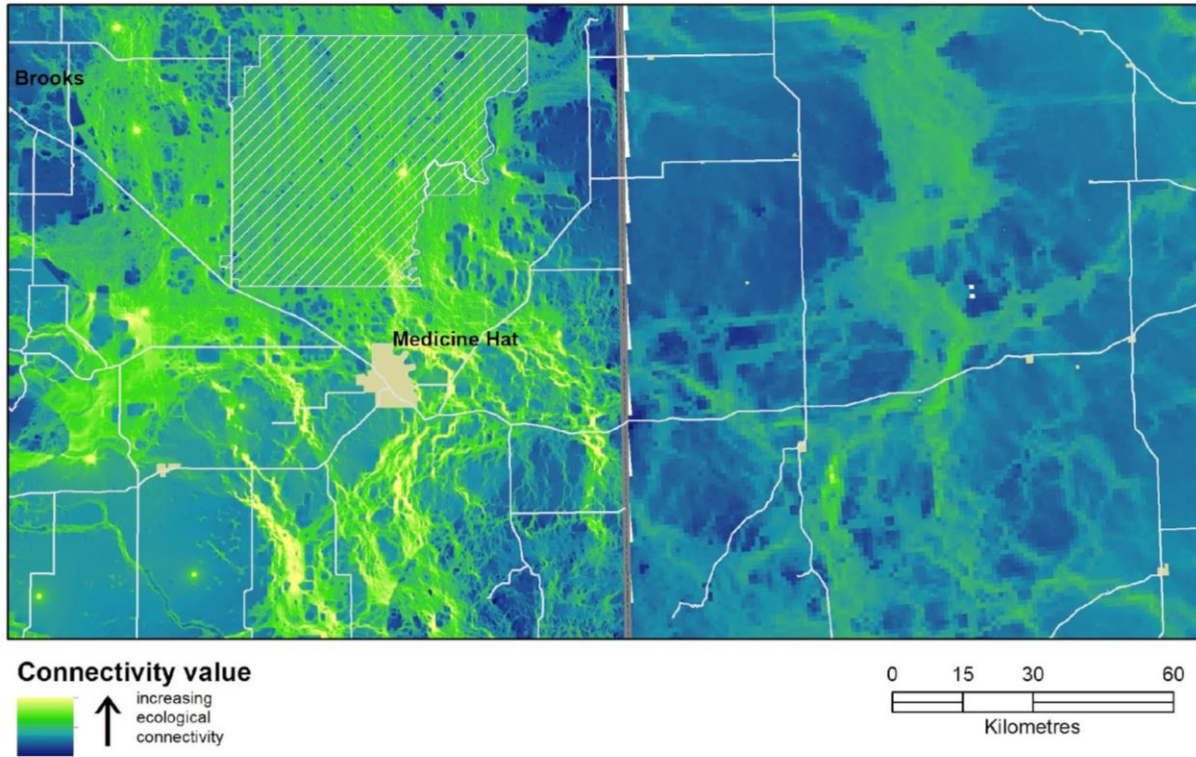 Brooks
Medicine Hat
Connectivity value
increasing
ecological
connectivity
0 15 30 60
Kilometres